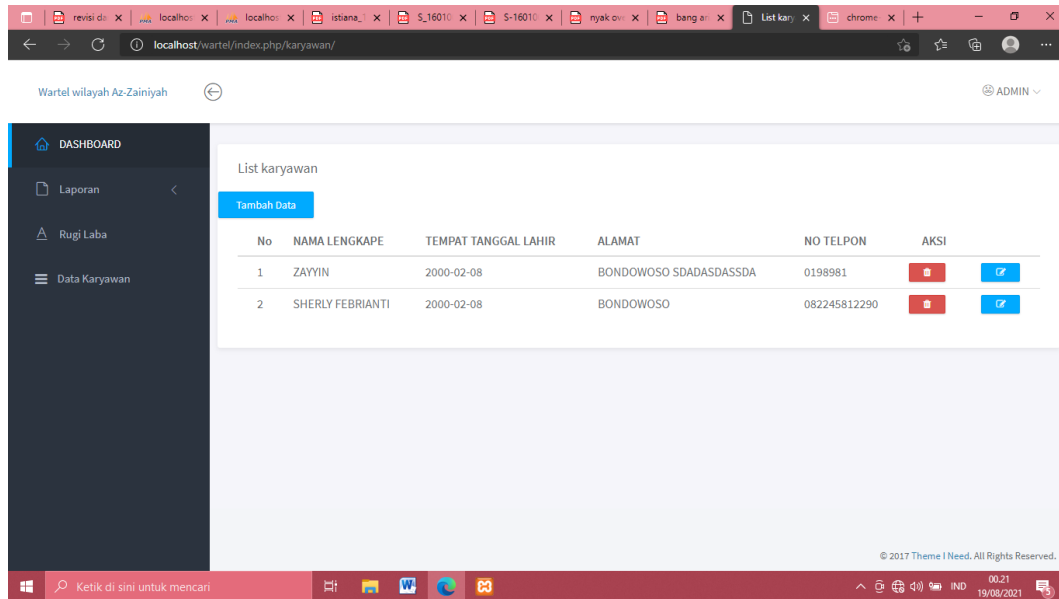 revisi da localhos localhos istiana_1 S_16010 S-16010 nyak ove bang ari List kary chrome
localhost/wartel/index.php/karyawan/
Wartel wilayah Az-Zainiyah ADMIN
DASHBOARD
Laporan
Rugi Laba
Data Karyawan
List karyawan
Tambah Data
No NAMA LENGKAPE TEMPAT TANGGAL LAHIR ALAMAT NO TELPON AKSI
1 ZAYYIN 2000-02-08 BONDOWOSO SDADASDASSDA 0198981
2 SHERLY FEBRIANTI 2000-02-08 BONDOWOSO 082245812290
© 2017 Theme I Need. All Rights Reserved.
Ketik di sini untuk mencari IND 00.21
19/08/2021